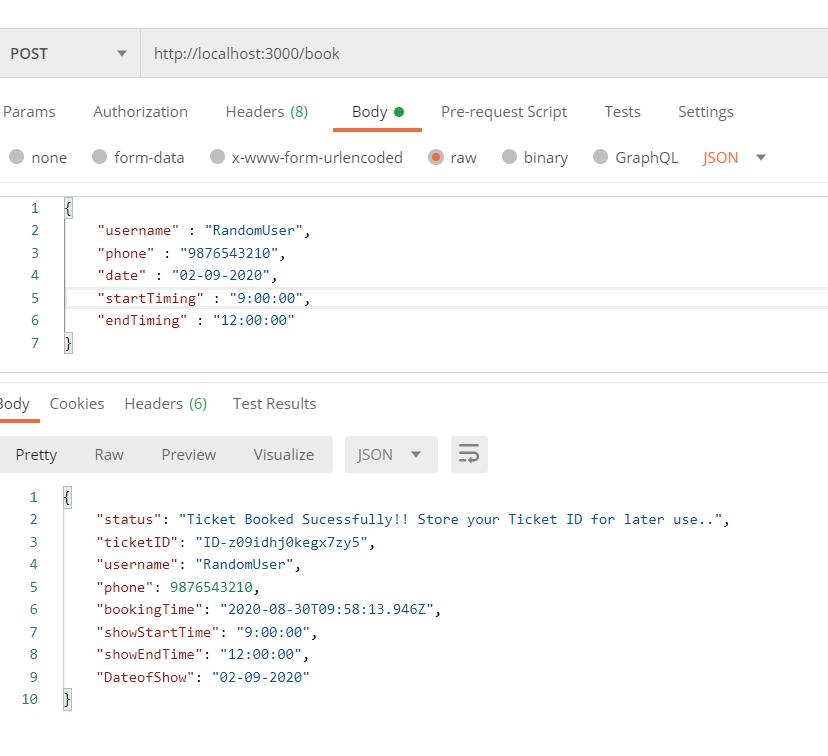 POST http://localhost:3000/book
Params Authorization Headers (8) Body Pre-request Script Tests Settings
none form-data x-www-form-urlencoded raw binary GraphQL JSON
1 {
2 "username" : "RandomUser",
3 "phone" : "9876543210",
4 "date" : "02-09-2020",
5 "startTiming" : "9:00:00",
6 "endTiming" : "12:00:00"
7 }
Body Cookies Headers (6) Test Results
Pretty Raw Preview Visualize JSON
1 {
2 "status": "Ticket Booked Sucessfully!! Store your Ticket ID for later use..",
3 "ticketID": "ID-z09idhj0kegx7zy5",
4 "username": "RandomUser",
5 "phone": 9876543210,
6 "bookingTime": "2020-08-30T09:58:13.946Z",
7 "showStartTime": "9:00:00",
8 "showEndTime": "12:00:00",
9 "DateofShow": "02-09-2020"
10 }